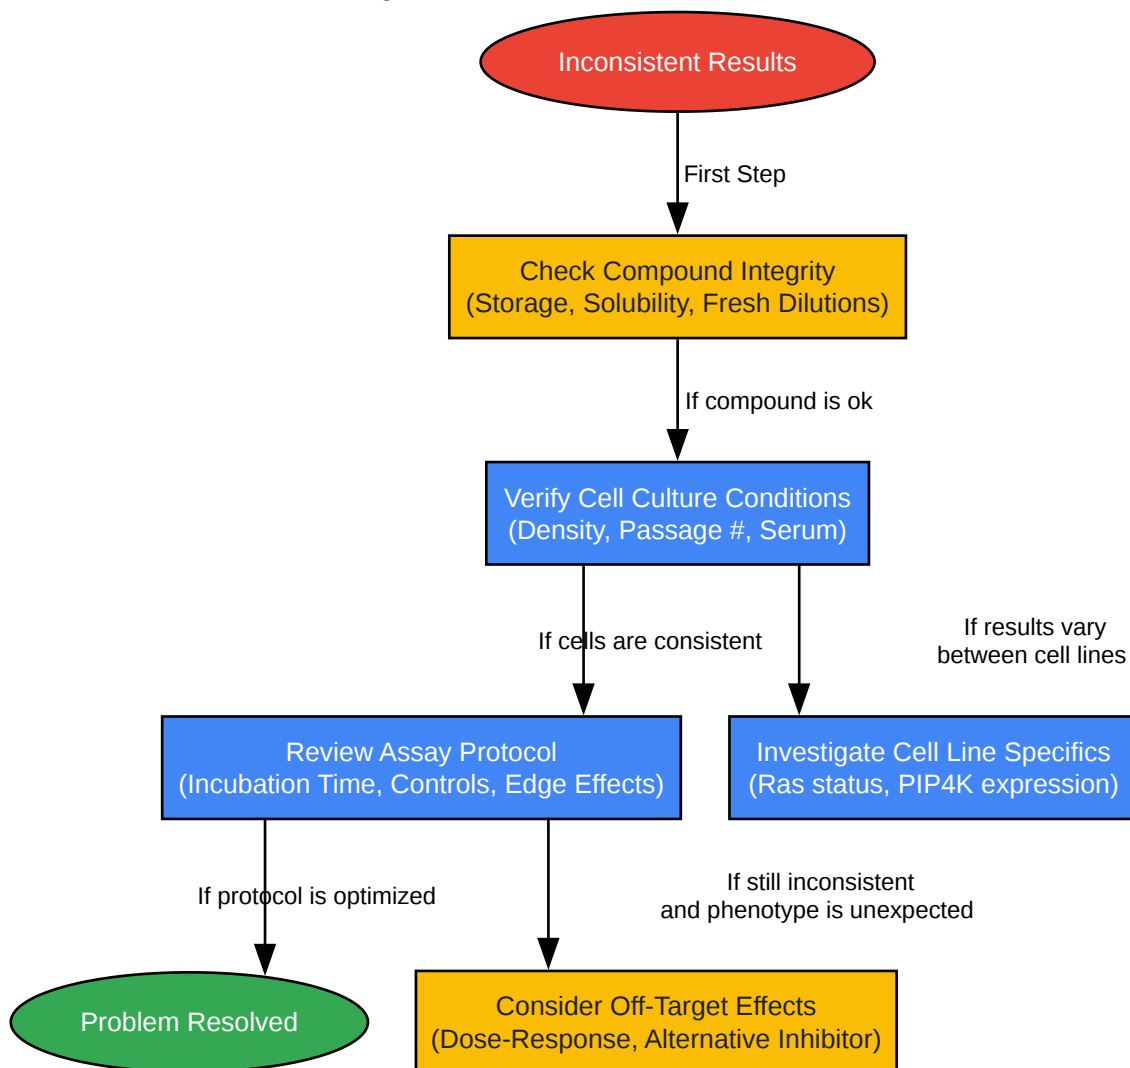 Inconsistent Results
First Step
Check Compound Integrity
(Storage, Solubility, Fresh Dilutions)
If compound is ok
Verify Cell Culture Conditions
(Density, Passage #, Serum)
If cells are consistent
If results vary
between cell lines
Review Assay Protocol
(Incubation Time, Controls, Edge Effects)
Investigate Cell Line Specifics
(Ras status, PIP4K expression)
If protocol is optimized
If still inconsistent
and phenotype is unexpected
Problem Resolved
Consider Off-Target Effects
(Dose-Response, Alternative Inhibitor)